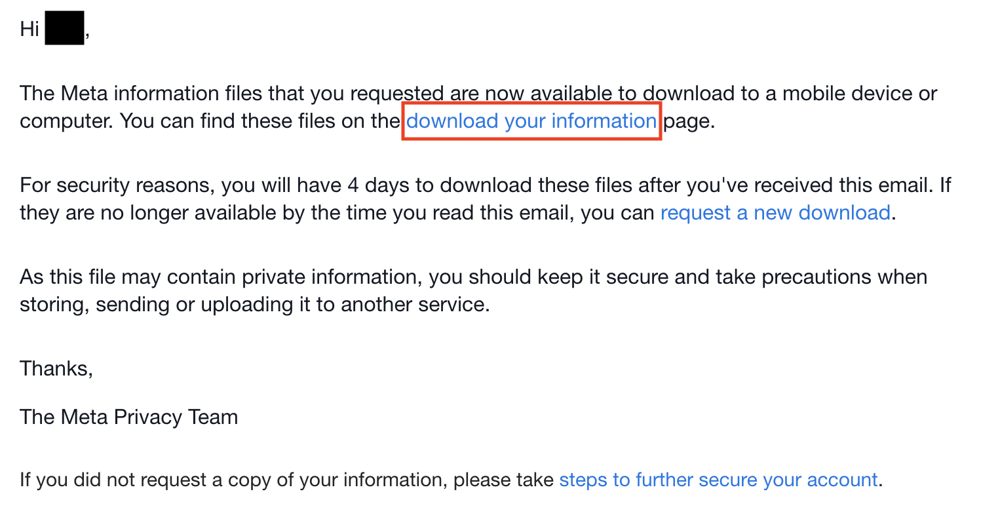 Hi ,
The Meta information files that you requested are now available to download to a mobile device or
computer. You can find these files on the download your information page.
For security reasons, you will have 4 days to download these files after you've received this email. If
they are no longer available by the time you read this email, you can request a new download.
As this file may contain private information, you should keep it secure and take precautions when
storing, sending or uploading it to another service.
Thanks,
The Meta Privacy Team
If you did not request a copy of your information, please take steps to further secure your account.